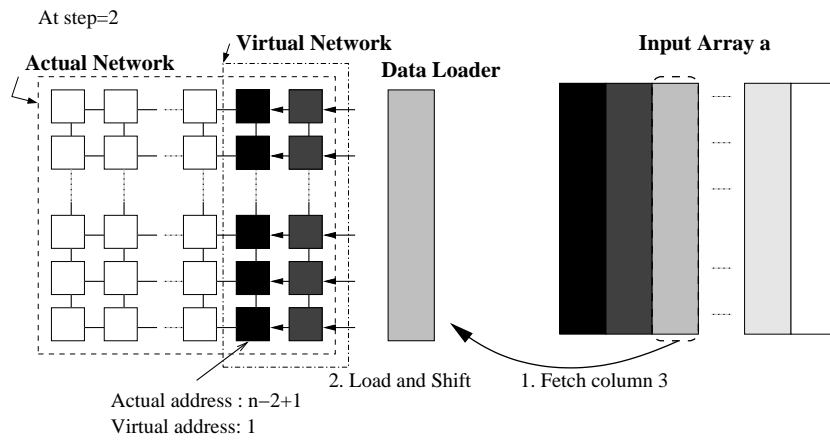 At step=2
Virtual Network
Input Array a
Actual Network
Data Loader
2. Load and Shift
1. Fetch column 3
Actual address : n−2+1
Virtual address: 1